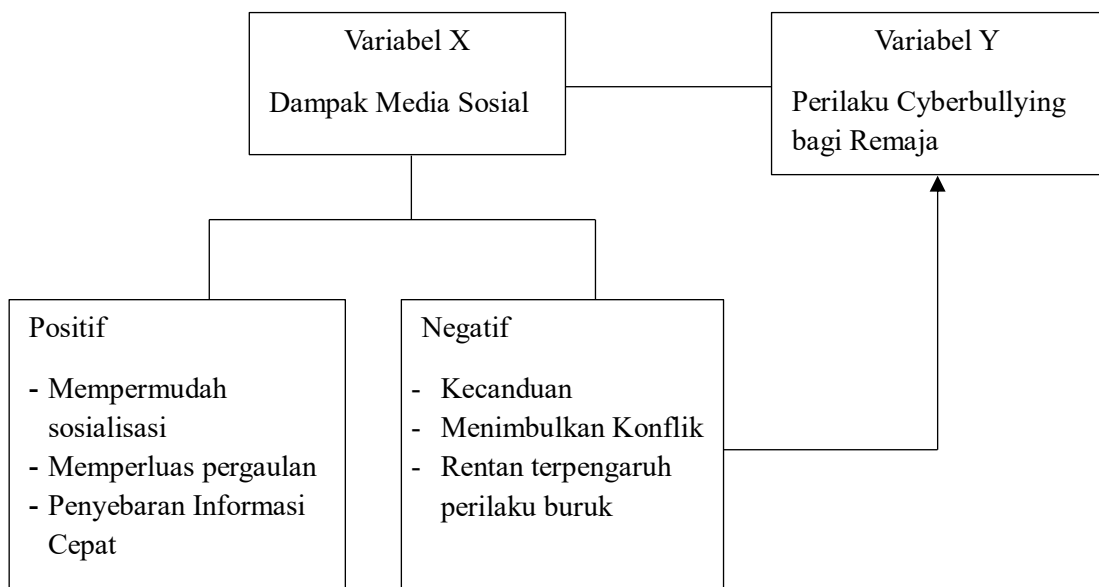 Variabel X
Dampak Media Sosial
Variabel Y
Perilaku Cyberbullying
bagi Remaja
Positif
- Mempermudah
sosialisasi
- Memperluas pergaulan
- Penyebaran Informasi
Cepat
Negatif
- Kecanduan
- Menimbulkan Konflik
- Rentan terpengaruh
perilaku buruk